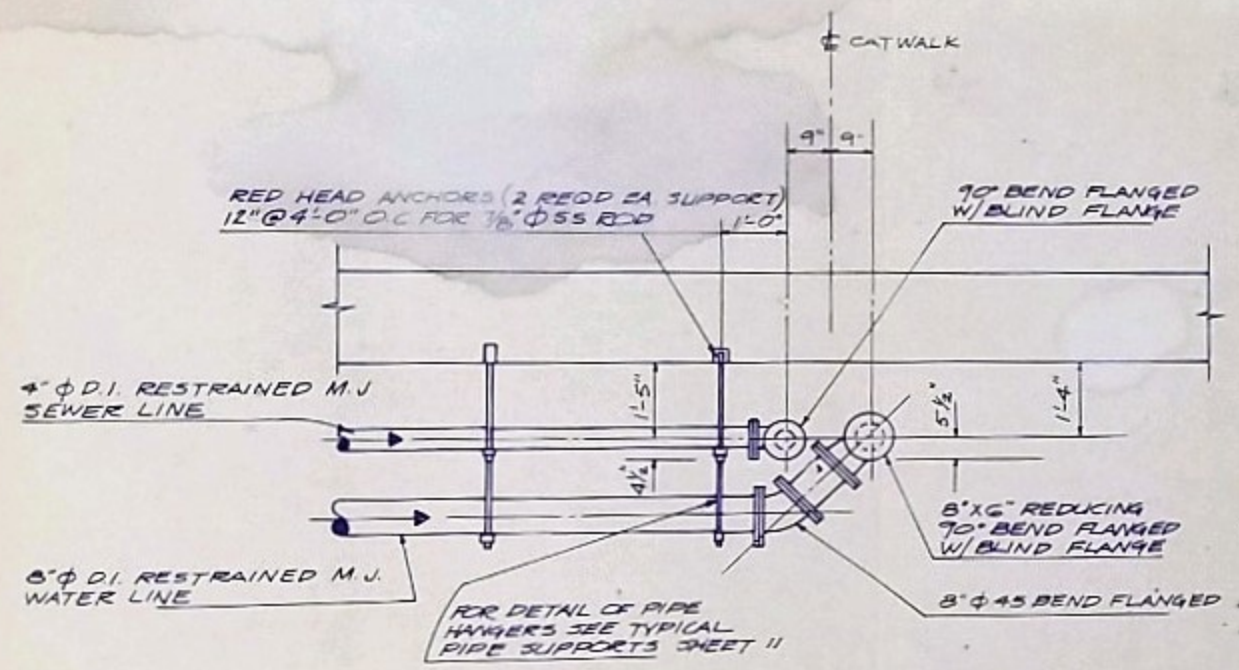 ℄ CATWALK
9" 9"
RED HEAD ANCHORS (2 REQD EA SUPPORT)
12" @ 4'-0" O.C FOR 7/8" ϕ SS ROD
1'-0"
90° BEND FLANGED
W/ BLIND FLANGE
4" ϕ D.I. RESTRAINED M.J
SEWER LINE
1'-5"
5 1/2"
1'-4"
4 1/2"
8" X 6" REDUCING
90° BEND FLANGED
W/ BLIND FLANGE
8" ϕ D.I. RESTRAINED M.J.
WATER LINE
8" ϕ 45 BEND FLANGED
FOR DETAIL OF PIPE
HANGERS SEE TYPICAL
PIPE SUPPORTS SHEET 11